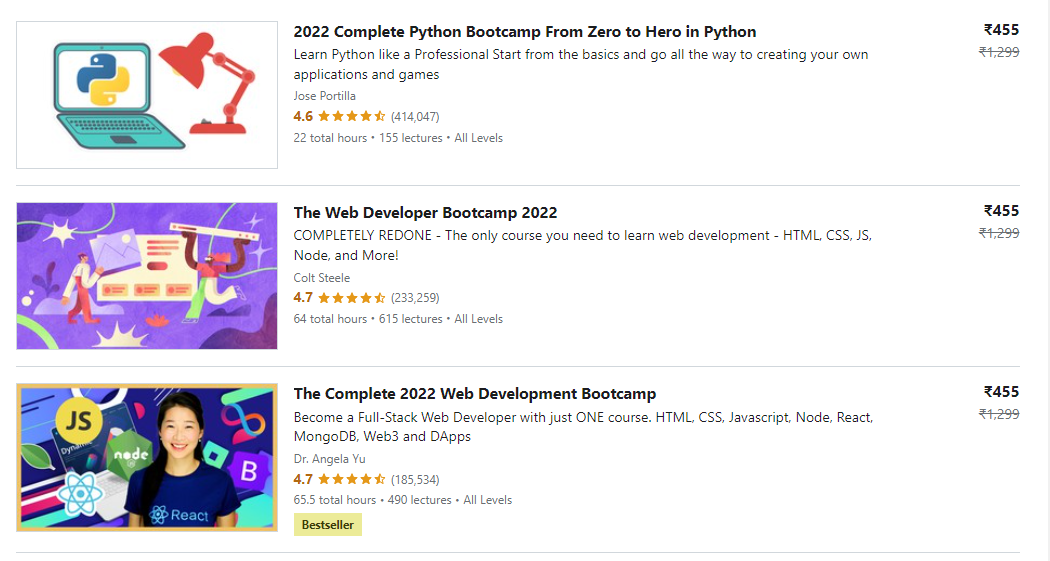 2022 Complete Python Bootcamp From Zero to Hero in Python
₹455
Learn Python like a Professional Start from the basics and go all the way to creating your own
₹1,299
applications and games
Jose Portilla
4.6 (414,047)
22 total hours • 155 lectures • All Levels
The Web Developer Bootcamp 2022
₹455
COMPLETELY REDONE - The only course you need to learn web development - HTML, CSS, JS,
₹1,299
Node, and More!
Colt Steele
4.7 (233,259)
64 total hours • 615 lectures • All Levels
The Complete 2022 Web Development Bootcamp
₹455
Become a Full-Stack Web Developer with just ONE course. HTML, CSS, Javascript, Node, React,
₹1,299
MongoDB, Web3 and DApps
Dr. Angela Yu
4.7 (185,534)
65.5 total hours • 490 lectures • All Levels
Bestseller
JS
Dynamic
node
B
React